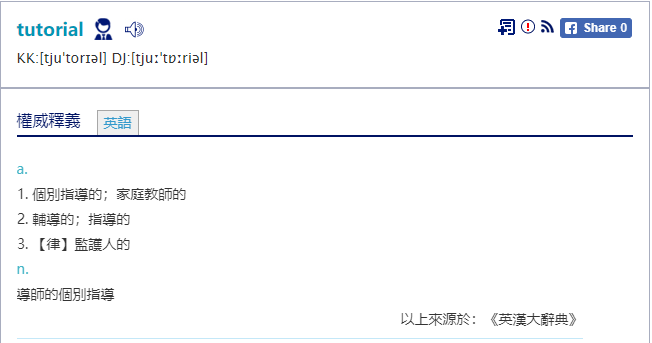 tutorial
Share 0
KK:[tjuˈtorɪəl] DJ:[tjuːˈtɒːriəl]
權威釋義 英語
a.
1. 個別指導的；家庭教師的
2. 輔導的；指導的
3. 【律】監護人的
n.
導師的個別指導
以上來源於：《英漢大辭典》